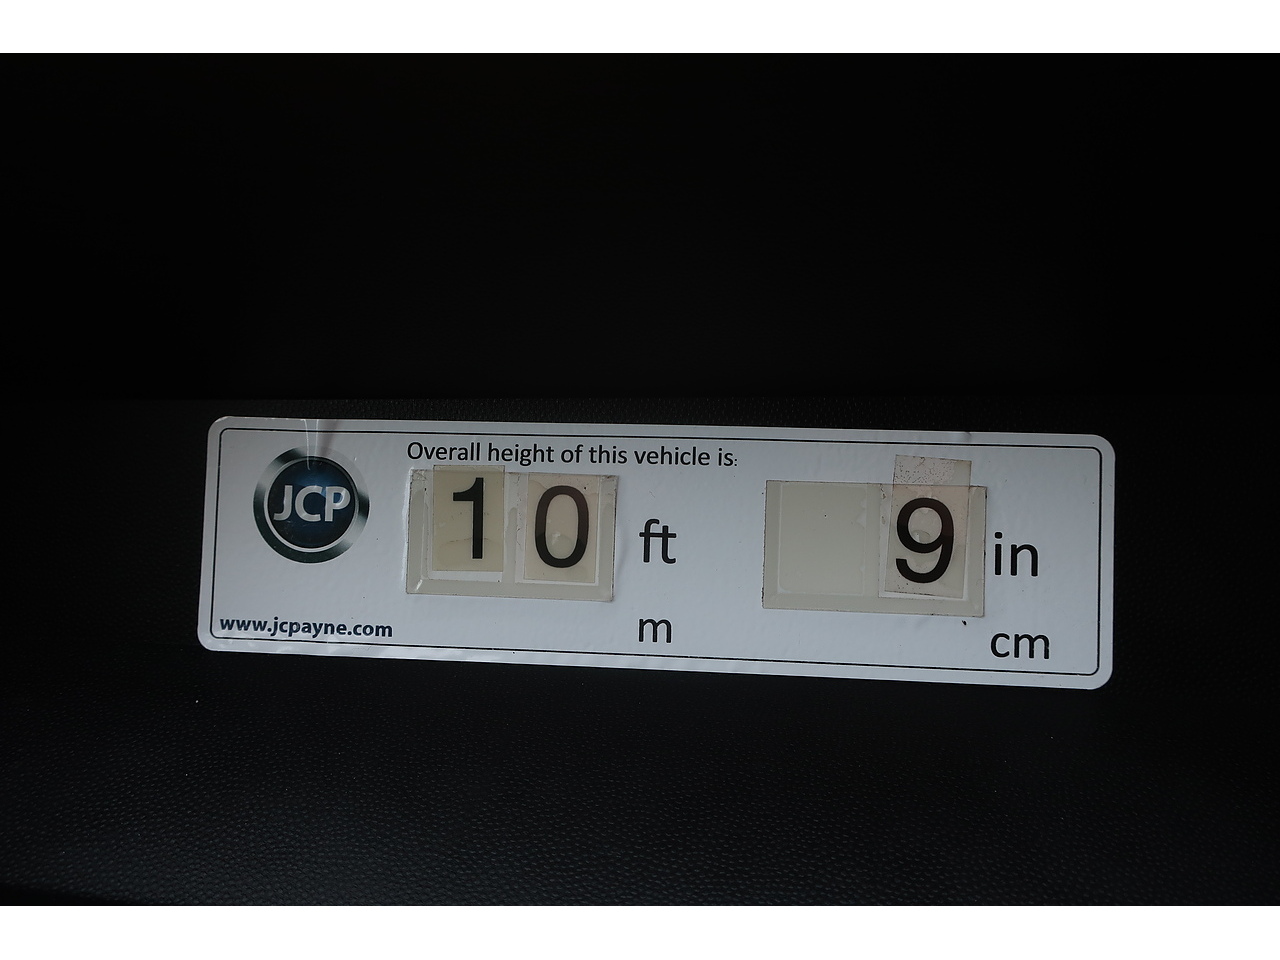 JCP
Overall height of this vehicle is:
10 ft 9 in
m cm
www.jcpayne.com